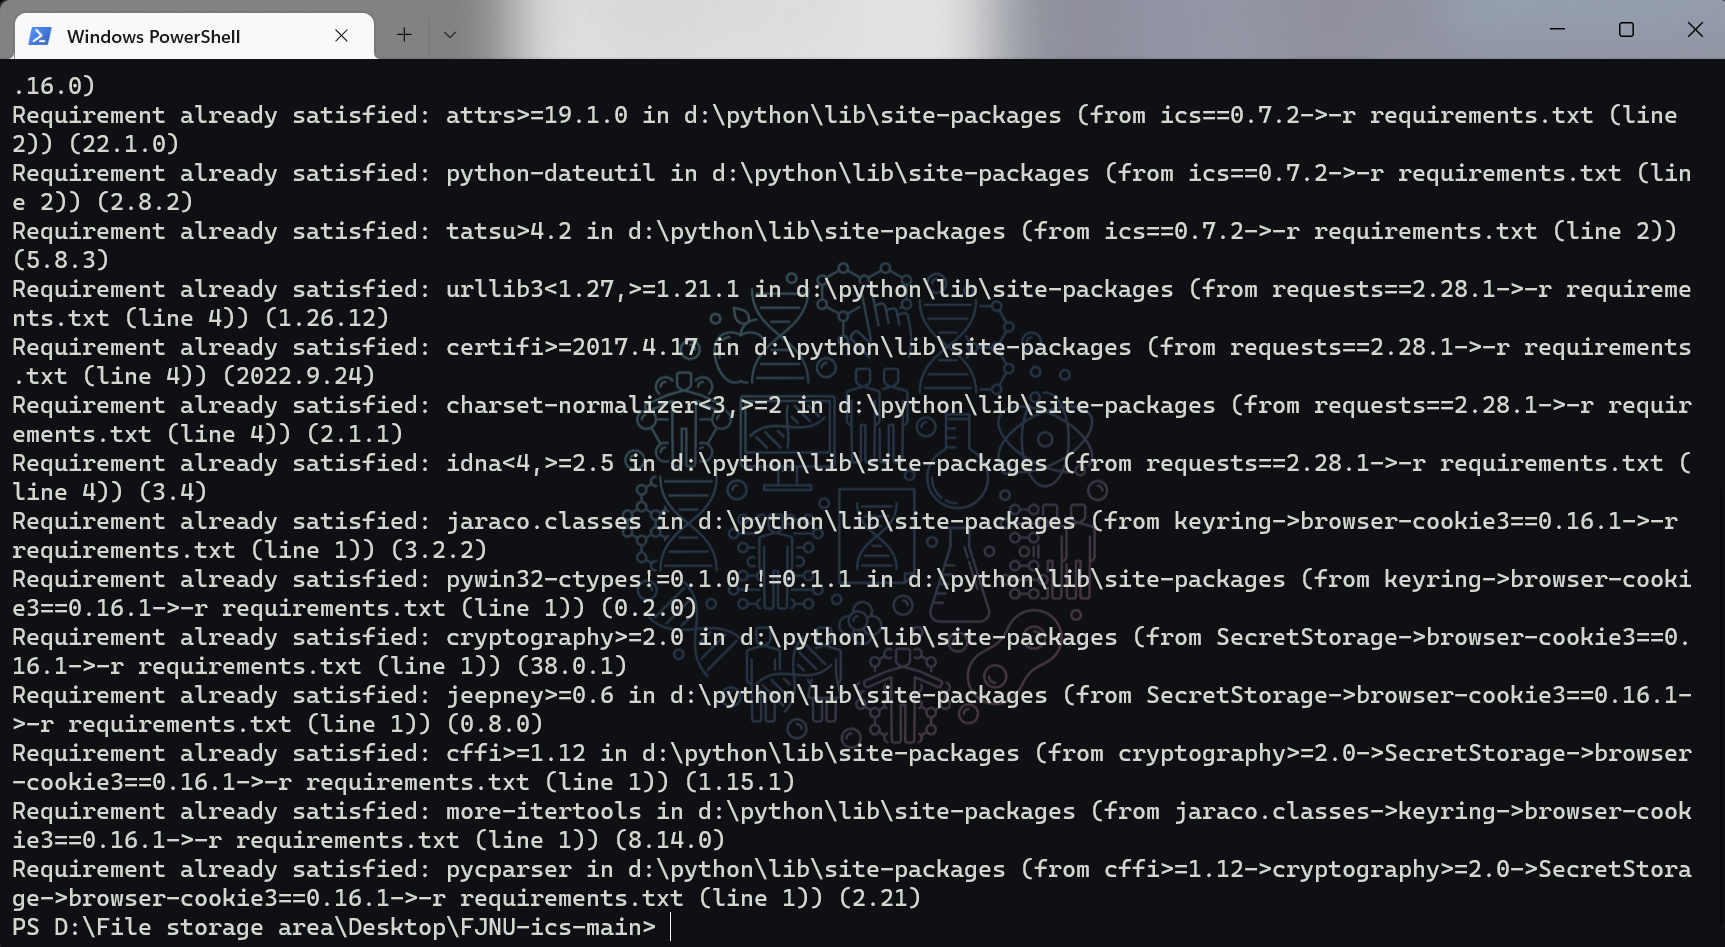 Windows PowerShell
.16.0)
Requirement already satisfied: attrs>=19.1.0 in d:\python\lib\site-packages (from ics==0.7.2->-r requirements.txt (line
2)) (22.1.0)
Requirement already satisfied: python-dateutil in d:\python\lib\site-packages (from ics==0.7.2->-r requirements.txt (lin
e 2)) (2.8.2)
Requirement already satisfied: tatsu>4.2 in d:\python\lib\site-packages (from ics==0.7.2->-r requirements.txt (line 2))
(5.8.3)
Requirement already satisfied: urllib3<1.27,>=1.21.1 in d:\python\lib\site-packages (from requests==2.28.1->-r requireme
nts.txt (line 4)) (1.26.12)
Requirement already satisfied: certifi>=2017.4.17 in d:\python\lib\site-packages (from requests==2.28.1->-r requirements
.txt (line 4)) (2022.9.24)
Requirement already satisfied: charset-normalizer<3,>=2 in d:\python\lib\site-packages (from requests==2.28.1->-r requir
ements.txt (line 4)) (2.1.1)
Requirement already satisfied: idna<4,>=2.5 in d:\python\lib\site-packages (from requests==2.28.1->-r requirements.txt (
line 4)) (3.4)
Requirement already satisfied: jaraco.classes in d:\python\lib\site-packages (from keyring->browser-cookie3==0.16.1->-r
requirements.txt (line 1)) (3.2.2)
Requirement already satisfied: pywin32-ctypes!=0.1.0,!=0.1.1 in d:\python\lib\site-packages (from keyring->browser-cooki
e3==0.16.1->-r requirements.txt (line 1)) (0.2.0)
Requirement already satisfied: cryptography>=2.0 in d:\python\lib\site-packages (from SecretStorage->browser-cookie3==0.
16.1->-r requirements.txt (line 1)) (38.0.1)
Requirement already satisfied: jeepney>=0.6 in d:\python\lib\site-packages (from SecretStorage->browser-cookie3==0.16.1-
>-r requirements.txt (line 1)) (0.8.0)
Requirement already satisfied: cffi>=1.12 in d:\python\lib\site-packages (from cryptography>=2.0->SecretStorage->browser
-cookie3==0.16.1->-r requirements.txt (line 1)) (1.15.1)
Requirement already satisfied: more-itertools in d:\python\lib\site-packages (from jaraco.classes->keyring->browser-cook
ie3==0.16.1->-r requirements.txt (line 1)) (8.14.0)
Requirement already satisfied: pycparser in d:\python\lib\site-packages (from cffi>=1.12->cryptography>=2.0->SecretStora
ge->browser-cookie3==0.16.1->-r requirements.txt (line 1)) (2.21)
PS D:\File storage area\Desktop\FJNU-ics-main>